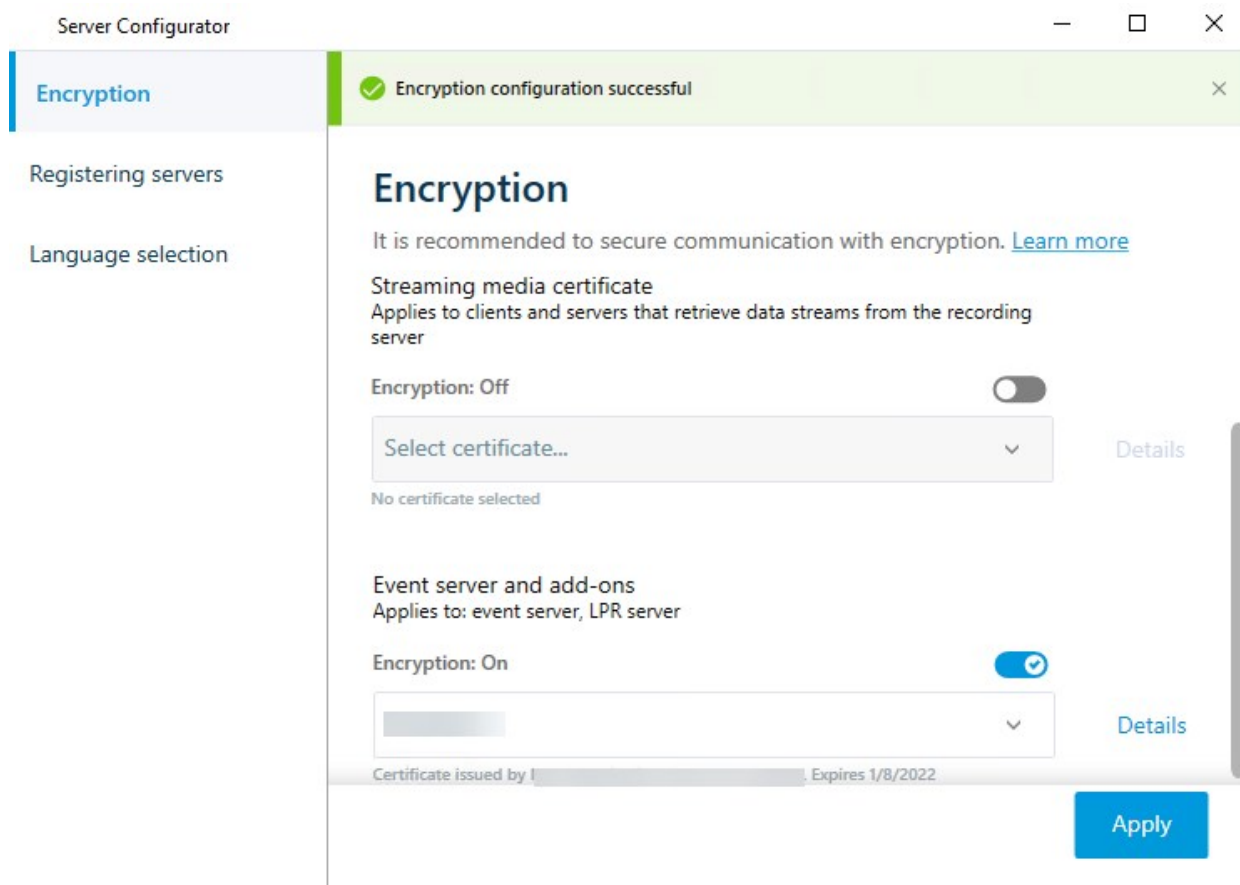 Server Configurator
Encryption
Registering servers
Language selection
Encryption configuration successful
Encryption
It is recommended to secure communication with encryption. Learn more
Streaming media certificate
Applies to clients and servers that retrieve data streams from the recording
server
Encryption: Off
Select certificate...
Details
No certificate selected
Event server and add-ons
Applies to: event server, LPR server
Encryption: On
Details
Certificate issued by . Expires 1/8/2022
Apply